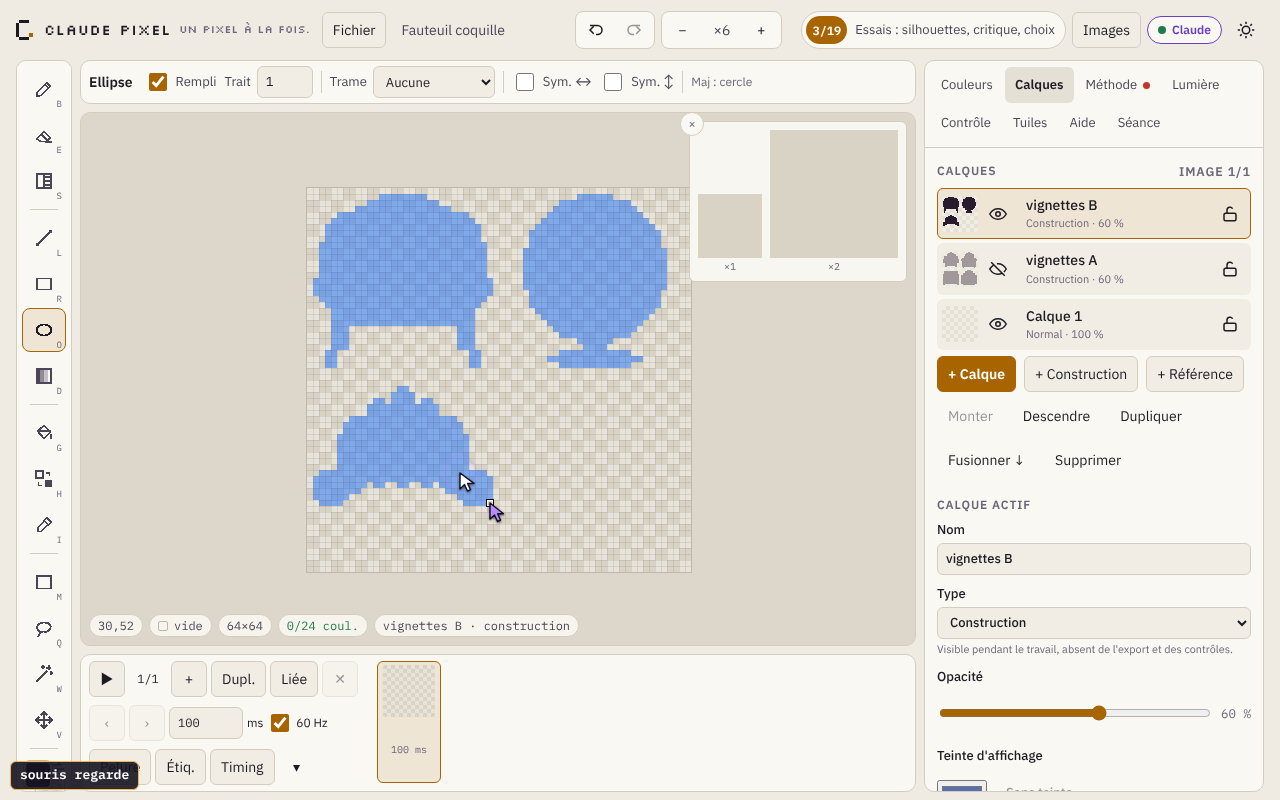 CLAUDE PIXEL
UN PIXEL À LA FOIS.
Fichier
Fauteuil coquille
− ×6 +
3/19
Essais : silhouettes, critique, choix
Images
Claude
Ellipse
Rempli
Trait
1
Trame
Aucune
Sym. ↔
Sym. ↕
Maj : cercle
B
E
S
L
R
O
D
G
H
I
M
Q
W
V
×
×1
×2
30,52
vide
64×64
0/24 coul.
vignettes B · construction
1/1
+
Dupl.
Liée
×
‹
›
100
ms
60 Hz
Étiq.
Timing
▼
100 ms
souris regarde
Couleurs
Calques
Méthode
Lumière
Contrôle
Tuiles
Aide
Séance
CALQUES
IMAGE 1/1
vignettes B
Construction · 60 %
vignettes A
Construction · 60 %
Calque 1
Normal · 100 %
+ Calque
+ Construction
+ Référence
Monter
Descendre
Dupliquer
Fusionner ↓
Supprimer
CALQUE ACTIF
Nom
vignettes B
Type
Construction
Visible pendant le travail, absent de l'export et des contrôles.
Opacité
60 %
Teinte d'affichage
Sans teinte